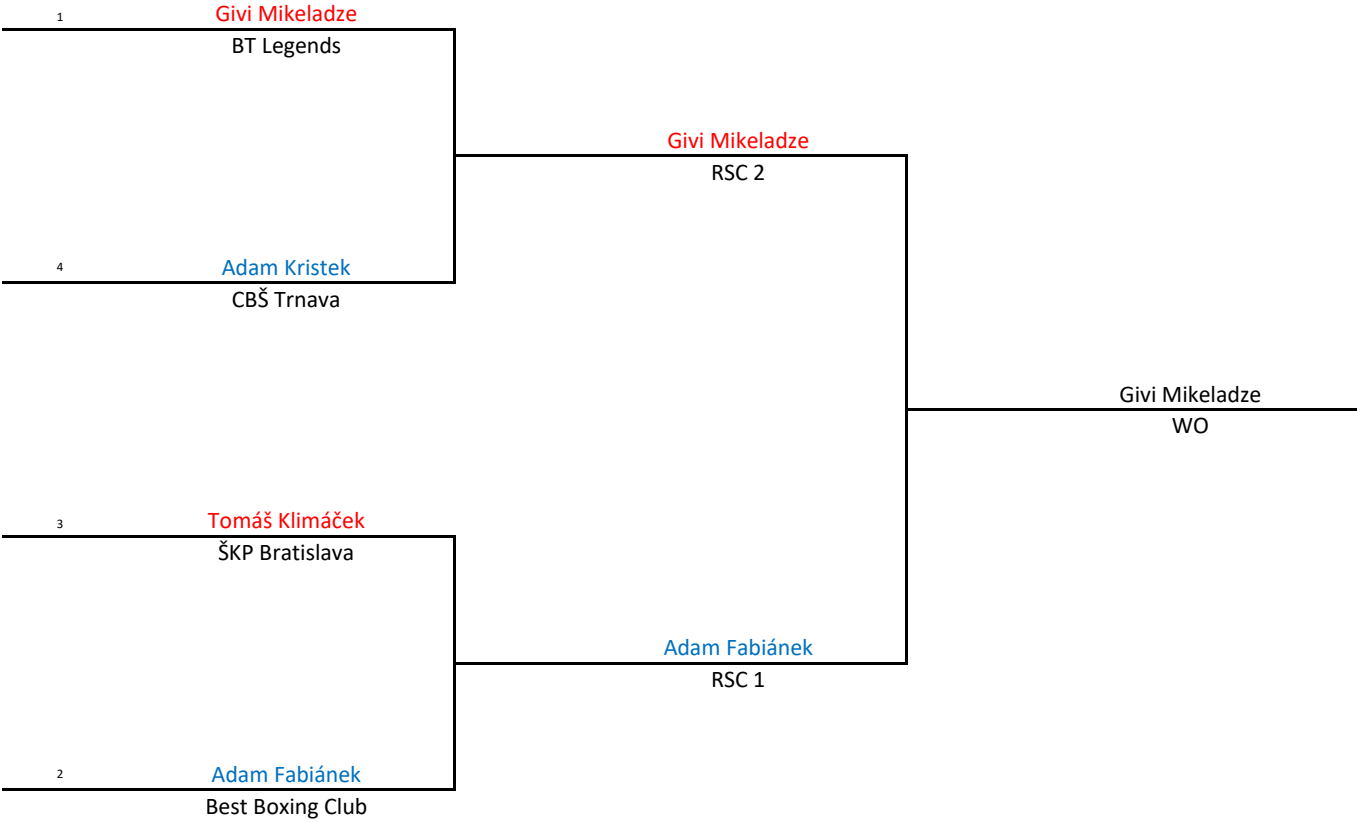 1
Givi Mikeladze
BT Legends
Givi Mikeladze
RSC 2
4
Adam Kristek
CBŠ Trnava
Givi Mikeladze
WO
3
Tomáš Klimáček
ŠKP Bratislava
Adam Fabiánek
RSC 1
2
Adam Fabiánek
Best Boxing Club